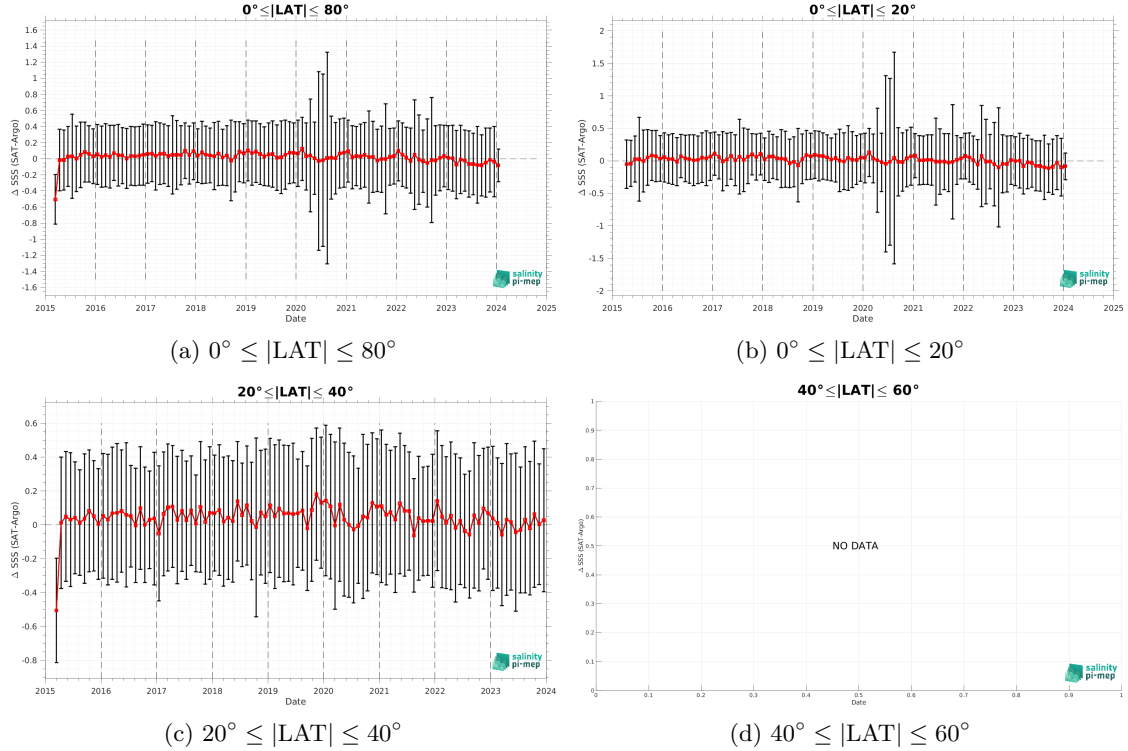 0°≤|LAT|≤ 80°
Δ SSS (SAT-Argo)
1.6
1.4
1.2
1
0.8
0.6
0.4
0.2
0
-0.2
-0.4
-0.6
-0.8
-1
-1.2
-1.4
-1.6
2015 2016 2017 2018 2019 2020 2021 2022 2023 2024 2025
Date
salinity
pi-mep
(a) 0° ≤ |LAT| ≤ 80°
0°≤|LAT|≤ 20°
Δ SSS (SAT-Argo)
2
1.5
1
0.5
0
-0.5
-1
-1.5
-2
2015 2016 2017 2018 2019 2020 2021 2022 2023 2024 2025
Date
salinity
pi-mep
(b) 0° ≤ |LAT| ≤ 20°
20°≤|LAT|≤ 40°
Δ SSS (SAT-Argo)
0.6
0.4
0.2
0
-0.2
-0.4
-0.6
-0.8
2015 2016 2017 2018 2019 2020 2021 2022 2023 2024
Date
salinity
pi-mep
(c) 20° ≤ |LAT| ≤ 40°
40°≤|LAT|≤ 60°
Δ SSS (SAT-Argo)
1
0.9
0.8
0.7
0.6
0.5
0.4
0.3
0.2
0.1
0
NO DATA
0 0.1 0.2 0.3 0.4 0.5 0.6 0.7 0.8 0.9 1
Date
salinity
pi-mep
(d) 40° ≤ |LAT| ≤ 60°